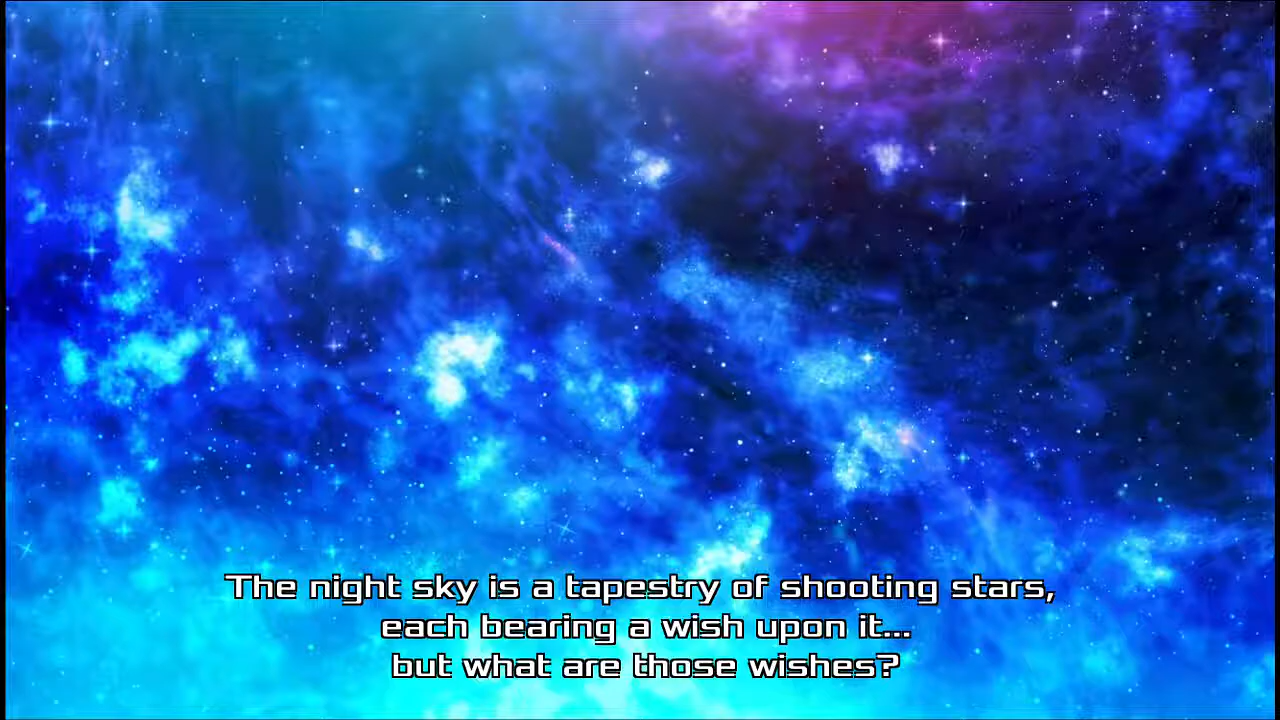 The night sky is a tapestry of shooting stars,
each bearing a wish upon it...
but what are those wishes?